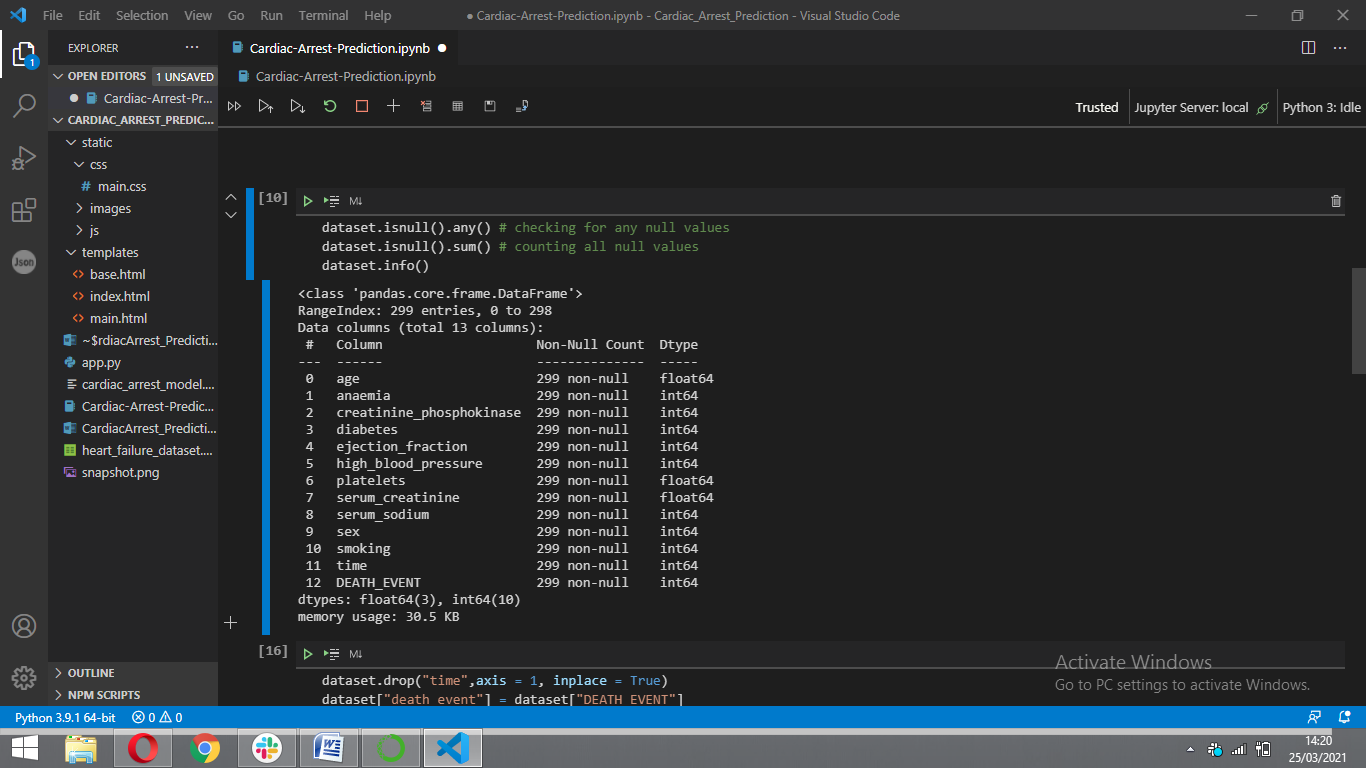 File Edit Selection View Go Run Terminal Help
● Cardiac-Arrest-Prediction.ipynb - Cardiac_Arrest_Prediction - Visual Studio Code
EXPLORER
OPEN EDITORS 1 UNSAVED
Cardiac-Arrest-Pr...
CARDIAC_ARREST_PREDIC...
static
css
# main.css
images
js
templates
<> base.html
<> index.html
<> main.html
~$rdiacArrest_Predicti...
app.py
cardiac_arrest_model....
Cardiac-Arrest-Predic...
CardiacArrest_Predicti...
heart_failure_dataset....
snapshot.png
OUTLINE
NPM SCRIPTS
1
Json
Cardiac-Arrest-Prediction.ipynb ●
Cardiac-Arrest-Prediction.ipynb
Trusted Jupyter Server: local Python 3: Idle
[10] M↓
dataset.isnull().any() # checking for any null values
dataset.isnull().sum() # counting all null values
dataset.info()
<class 'pandas.core.frame.DataFrame'>
RangeIndex: 299 entries, 0 to 298
Data columns (total 13 columns):
# Column Non-Null Count Dtype
--- ------ -------------- -----
0 age 299 non-null float64
1 anaemia 299 non-null int64
2 creatinine_phosphokinase 299 non-null int64
3 diabetes 299 non-null int64
4 ejection_fraction 299 non-null int64
5 high_blood_pressure 299 non-null int64
6 platelets 299 non-null float64
7 serum_creatinine 299 non-null float64
8 serum_sodium 299 non-null int64
9 sex 299 non-null int64
10 smoking 299 non-null int64
11 time 299 non-null int64
12 DEATH_EVENT 299 non-null int64
dtypes: float64(3), int64(10)
memory usage: 30.5 KB
[16] M↓
dataset.drop("time",axis = 1, inplace = True)
dataset["death_event"] = dataset["DEATH_EVENT"]
Activate Windows
Go to PC settings to activate Windows.
Python 3.9.1 64-bit 0 0
14:20
25/03/2021